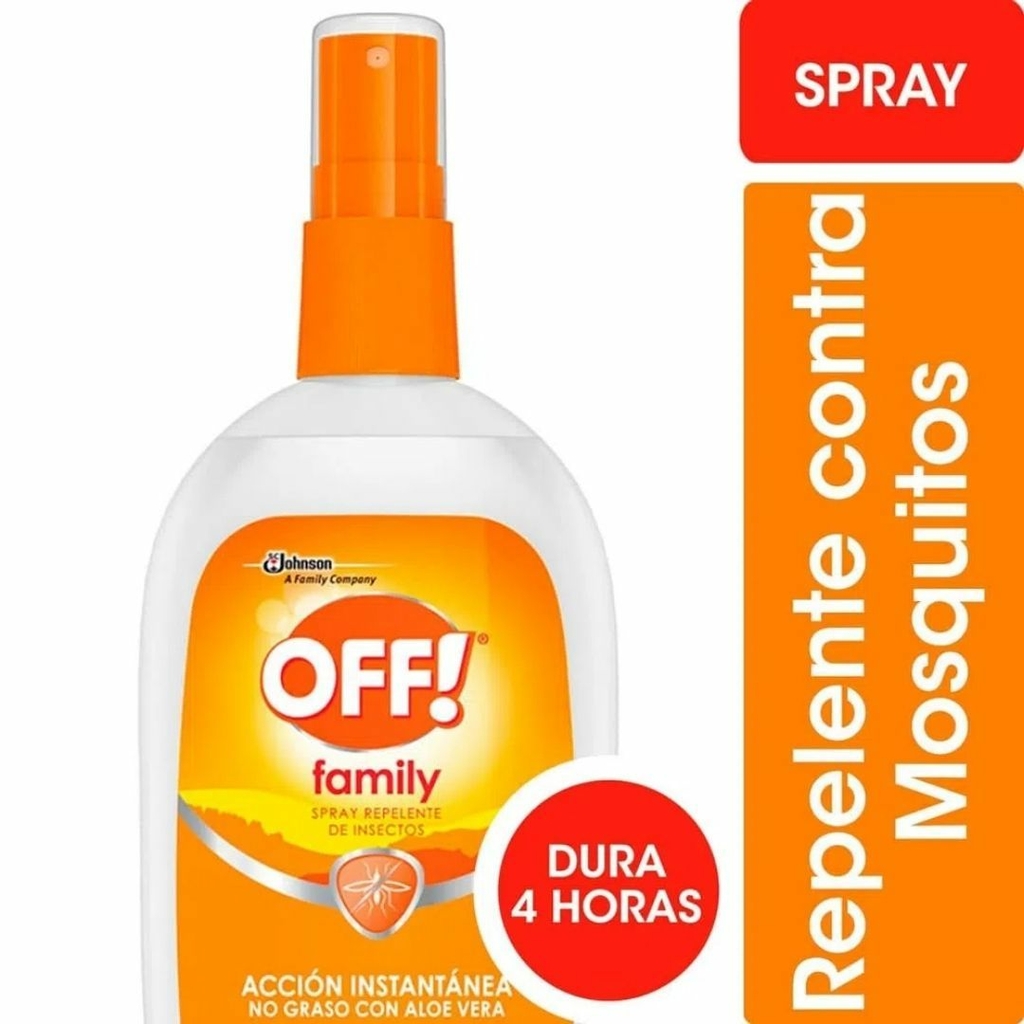 SPRAY
Repelente contra
Mosquitos
SC Johnson
A Family Company
OFF!®
family
SPRAY REPELENTE
DE INSECTOS
DURA
4 HORAS
ACCIÓN INSTANTÁNEA
NO GRASO CON ALOE VERA